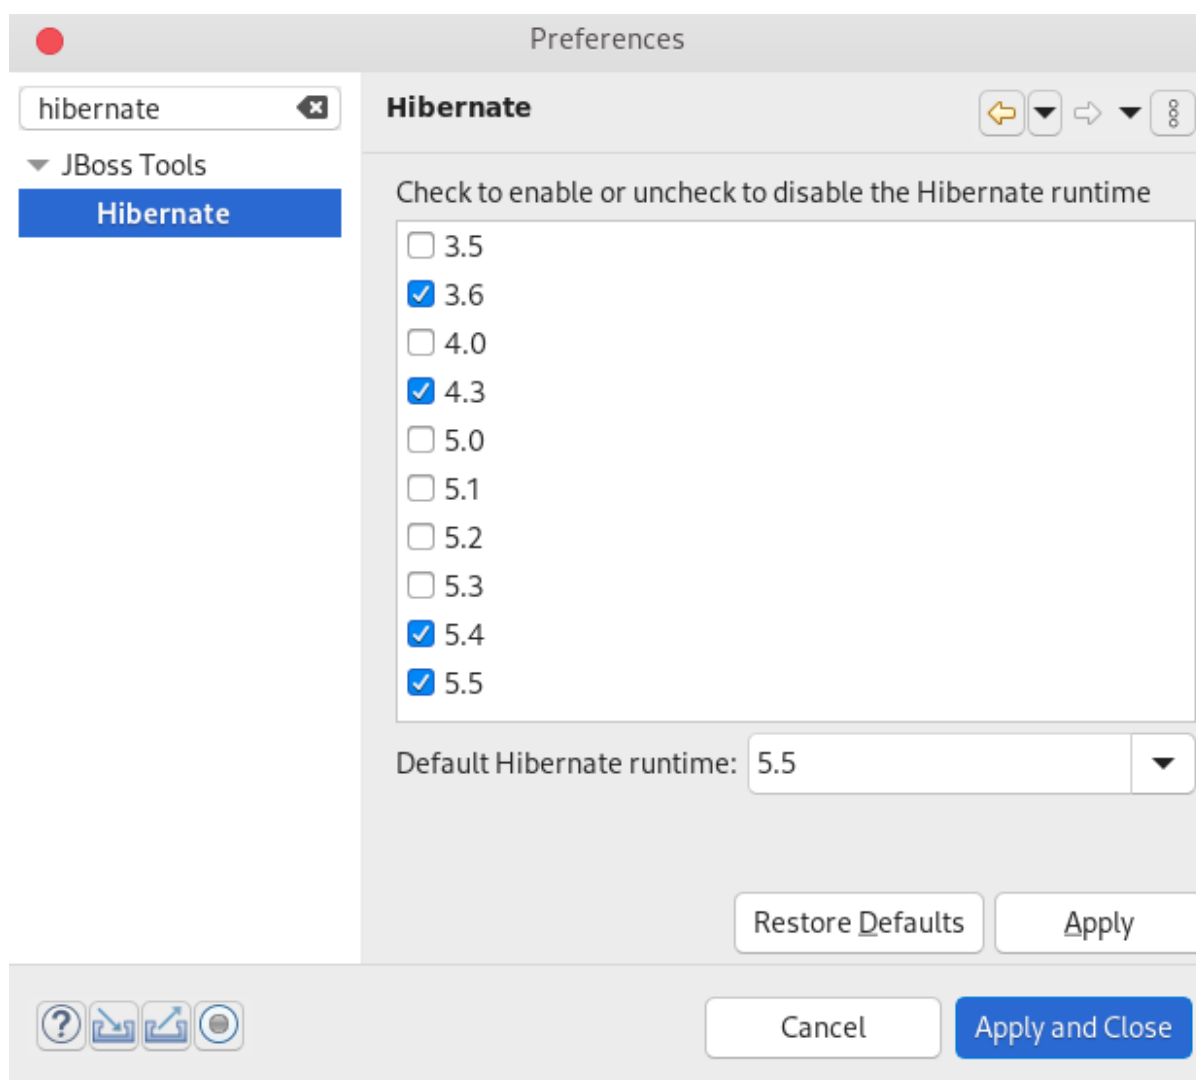 Preferences
hibernate
JBoss Tools
Hibernate
Hibernate
Check to enable or uncheck to disable the Hibernate runtime
3.5
3.6
4.0
4.3
5.0
5.1
5.2
5.3
5.4
5.5
Default Hibernate runtime: 5.5
Restore Defaults Apply
? Cancel Apply and Close